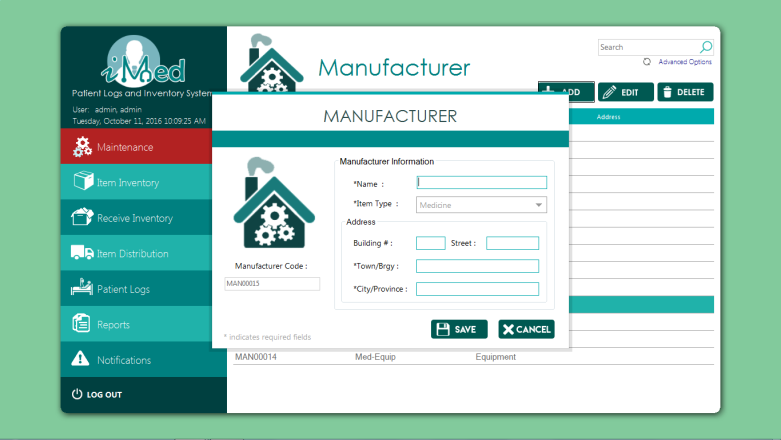 iMed
Patient Logs and Inventory System
User: admin, admin
Tuesday, October 11, 2016 10:09:25 AM
Maintenance
Item Inventory
Receive Inventory
Item Distribution
Patient Logs
Reports
Notifications
LOG OUT
Manufacturer
Search
Advanced Options
ADD
EDIT
DELETE
Address
MANUFACTURER
Manufacturer Information
*Name :
*Item Type :
Medicine
Address
Building # :
Street :
*Town/Brgy :
*City/Province :
Manufacturer Code :
MAN00015
* indicates required fields
SAVE
CANCEL
MAN00014 Med-Equip Equipment